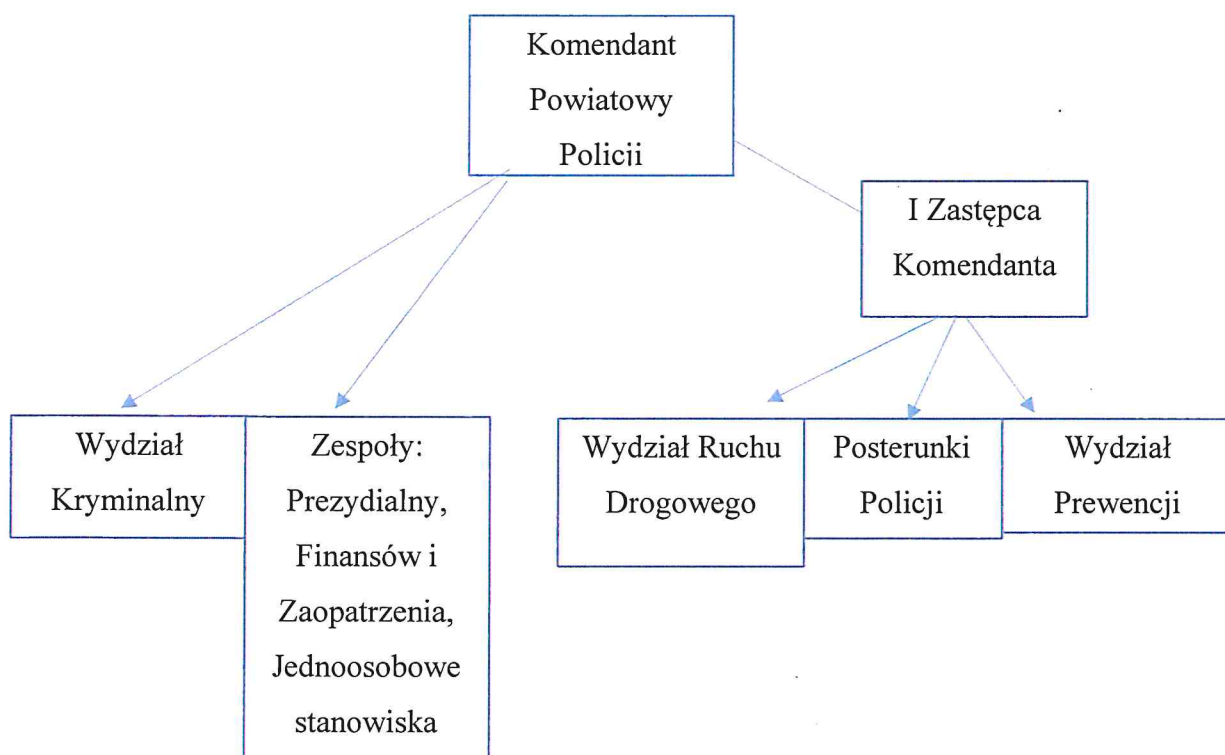 Komendant
Powiatowy
Policji
I Zastępca
Komendanta
Wydział
Kryminalny
Zespoły:
Prezydialny,
Finansów i
Zaopatrzenia,
Jednoosobowe
stanowiska
Wydział Ruchu
Drogowego
Posterunki
Policji
Wydział
Prewencji